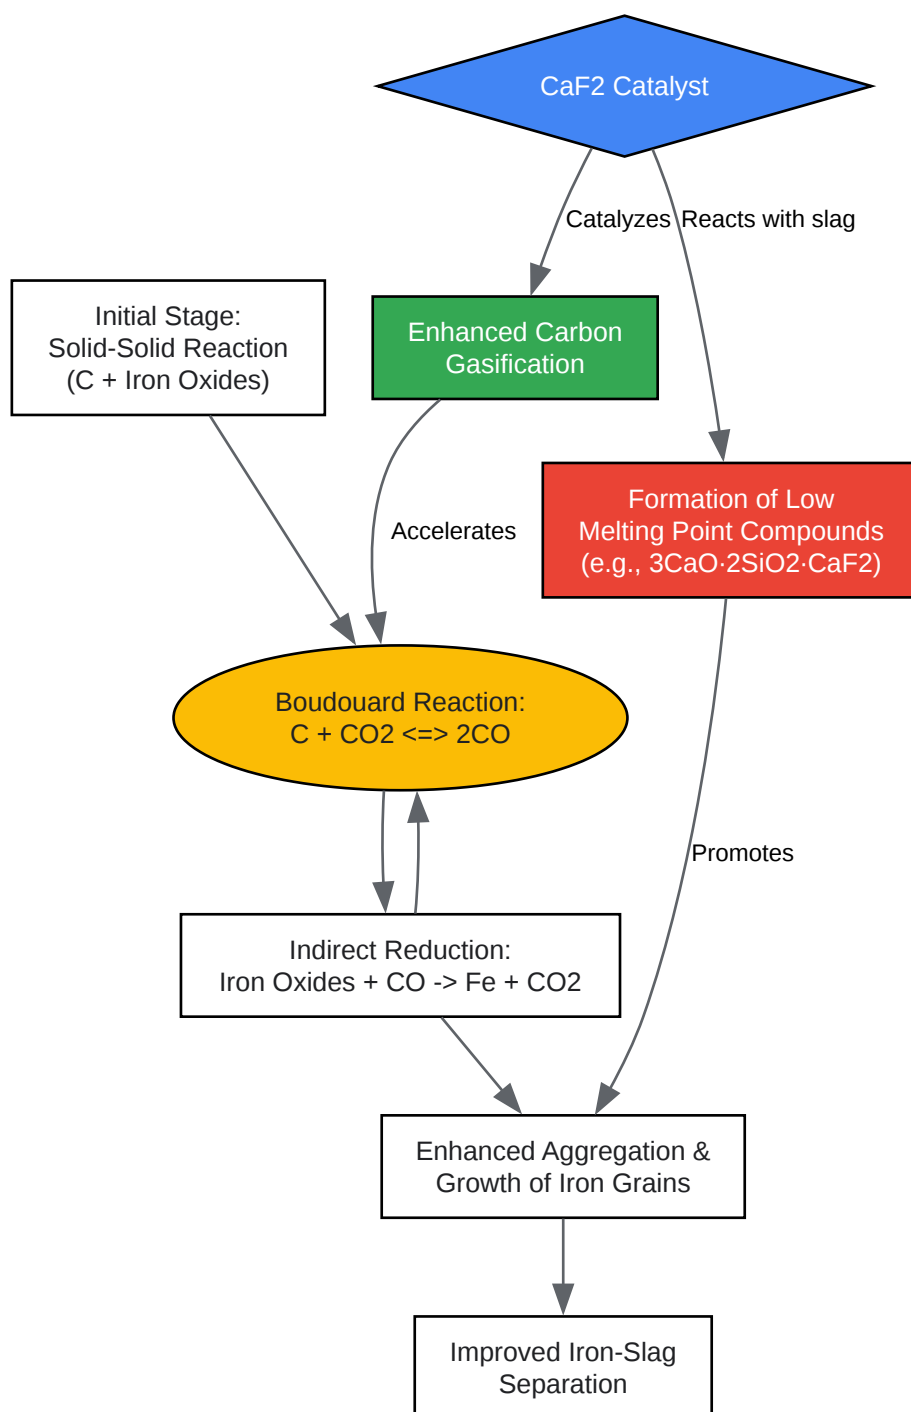 CaF2 Catalyst
Catalyzes
Reacts with slag
Initial Stage:
Solid-Solid Reaction
(C + Iron Oxides)
Enhanced Carbon
Gasification
Formation of Low
Melting Point Compounds
(e.g., 3CaO·2SiO2·CaF2)
Accelerates
Boudouard Reaction:
C + CO2 <=> 2CO
Promotes
Indirect Reduction:
Iron Oxides + CO -> Fe + CO2
Enhanced Aggregation &
Growth of Iron Grains
Improved Iron-Slag
Separation